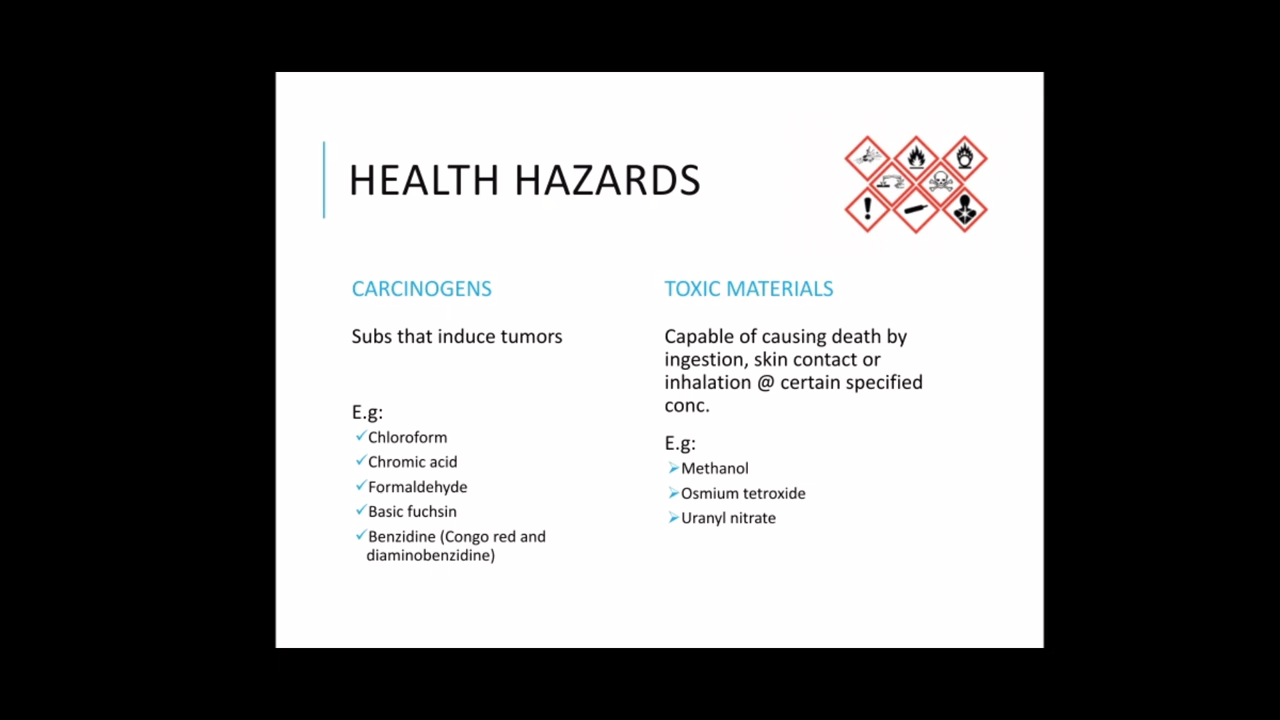 HEALTH HAZARDS
CARCINOGENS
Subs that induce tumors
E.g:
Chloroform
Chromic acid
Formaldehyde
Basic fuchsin
Benzidine (Congo red and
diaminobenzidine)
TOXIC MATERIALS
Capable of causing death by
ingestion, skin contact or
inhalation @ certain specified
conc.
E.g:
Methanol
Osmium tetroxide
Uranyl nitrate